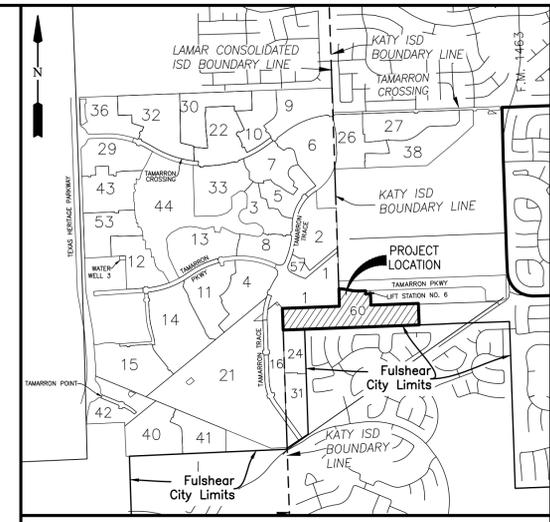 LAMAR CONSOLIDATED
ISD BOUNDARY LINE
KATY ISD
BOUNDARY LINE
F.M. 1463
N
TAMARRON
CROSSING
36
32
30
22
10
9
29
6
26
27
38
7
TAMARRON
CROSSING
43
44
33
5
3
TEXAS HERITAGE PARKWAY
KATY ISD
BOUNDARY LINE
53
13
8
TAMARRON
TRACE
2
WATER
WELL 3
12
TAMARRON
PKWY
57
PROJECT
LOCATION
11
4
1
1
TAMARRON PKWY
LIFT STATION NO. 6
60
14
15
21
TAMARRON TRACE
16
24
31
Fulshear
City Limits
TAMARRON POINT
42
40
41
KATY ISD
BOUNDARY
LINE
Fulshear
City Limits